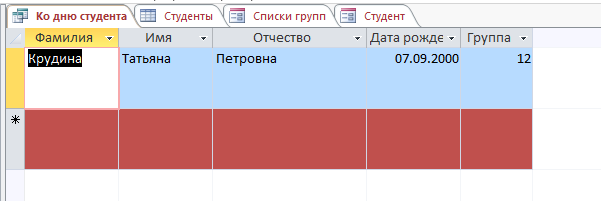 Ко дню студента Студенты Списки групп Студент
Фамилия Имя Отчество Дата рожде Группа
Крудина Татьяна Петровна 07.09.2000 12